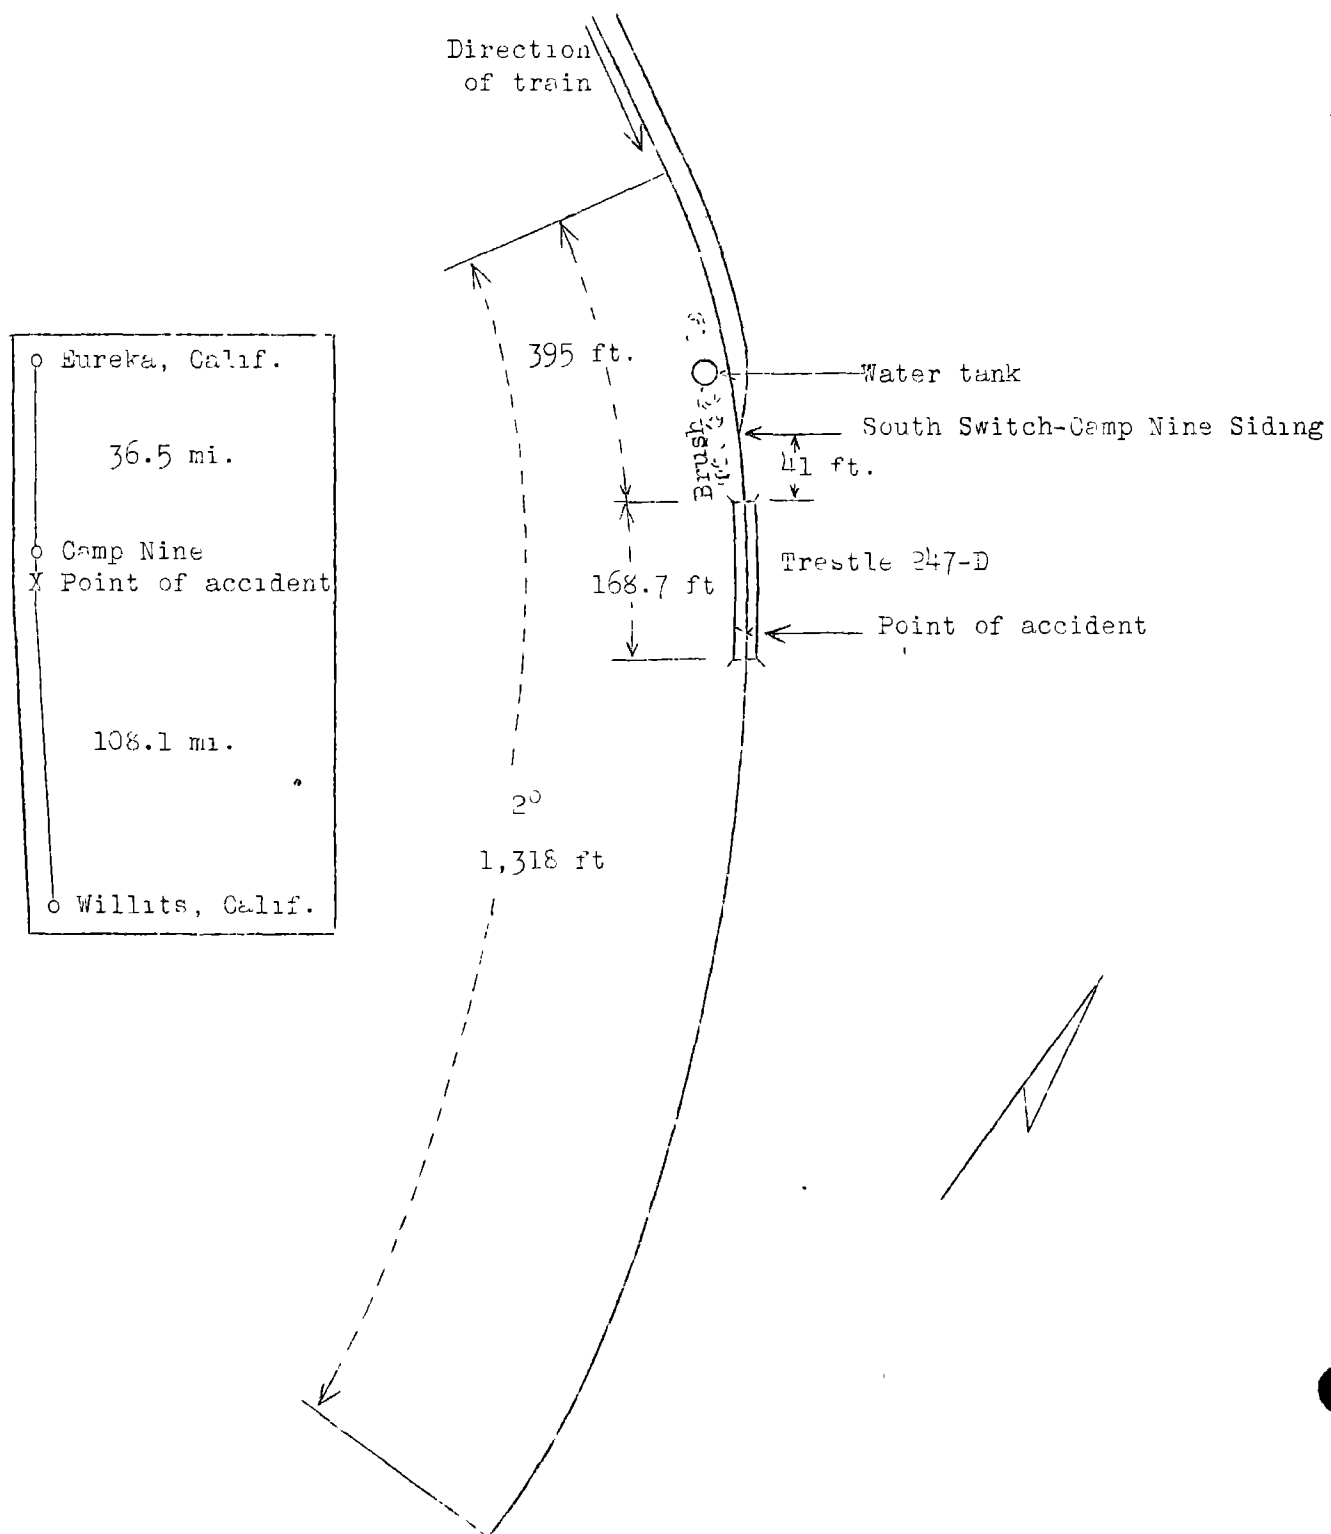 Direction
of train
395 ft.
Water tank
South Switch-Camp Nine Siding
41 ft.
Brush
168.7 ft
Trestle 247-D
Point of accident
2°
1,318 ft
Eureka, Calif.
36.5 mi.
Camp Nine
X Point of accident
108.1 mi.
Willits, Calif.